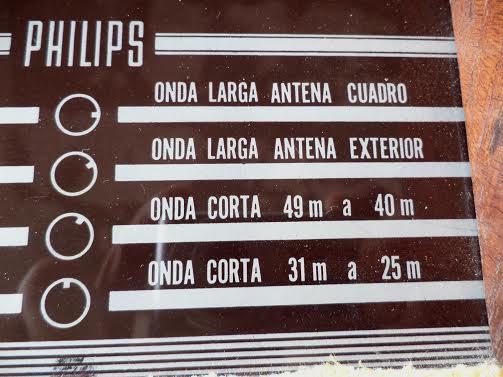 PHILIPS
ONDA LARGA ANTENA CUADRO
ONDA LARGA ANTENA EXTERIOR
ONDA CORTA 49 m a 40 m
ONDA CORTA 31 m a 25 m